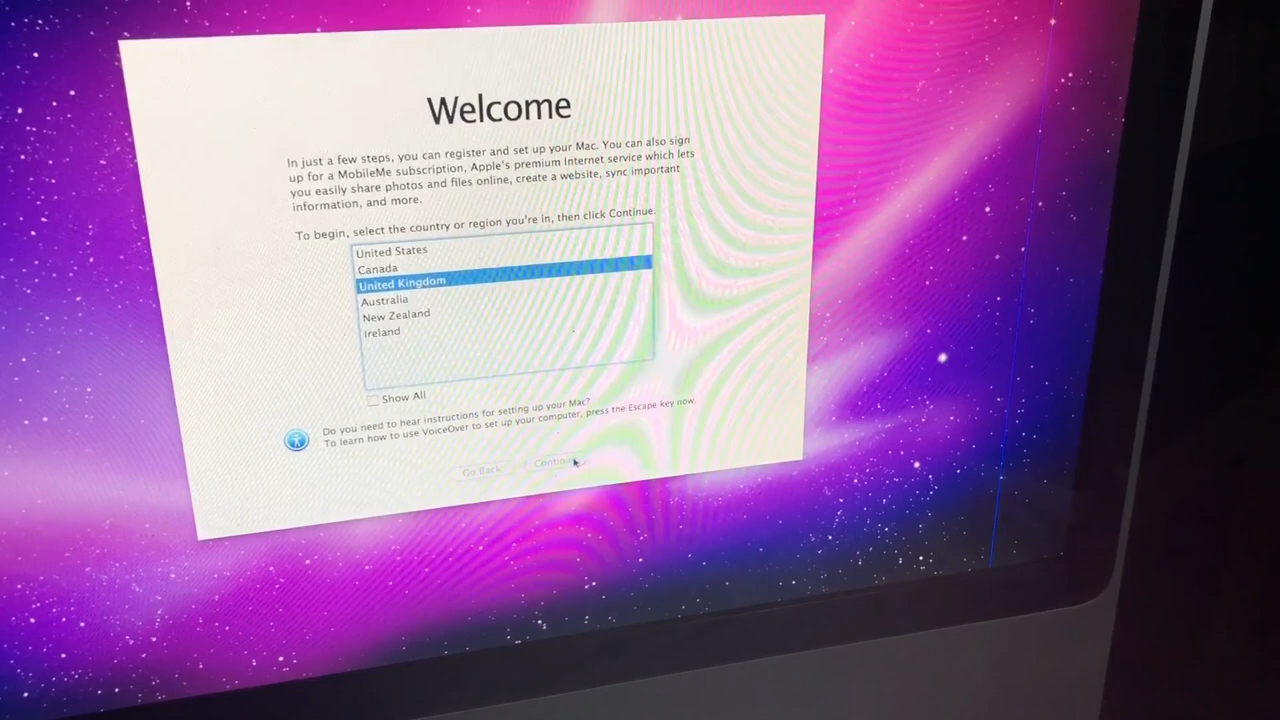 Welcome
In just a few steps, you can register and set up your Mac. You can also sign
up for a MobileMe subscription, Apple's premium Internet service which lets
you easily share photos and files online, create a website, sync important
information, and more.
To begin, select the country or region you're in, then click Continue.
United States
Canada
United Kingdom
Australia
New Zealand
Ireland
Show All
Do you need to hear instructions for setting up your Mac?
To learn how to use VoiceOver to set up your computer, press the Escape key now.
Go Back